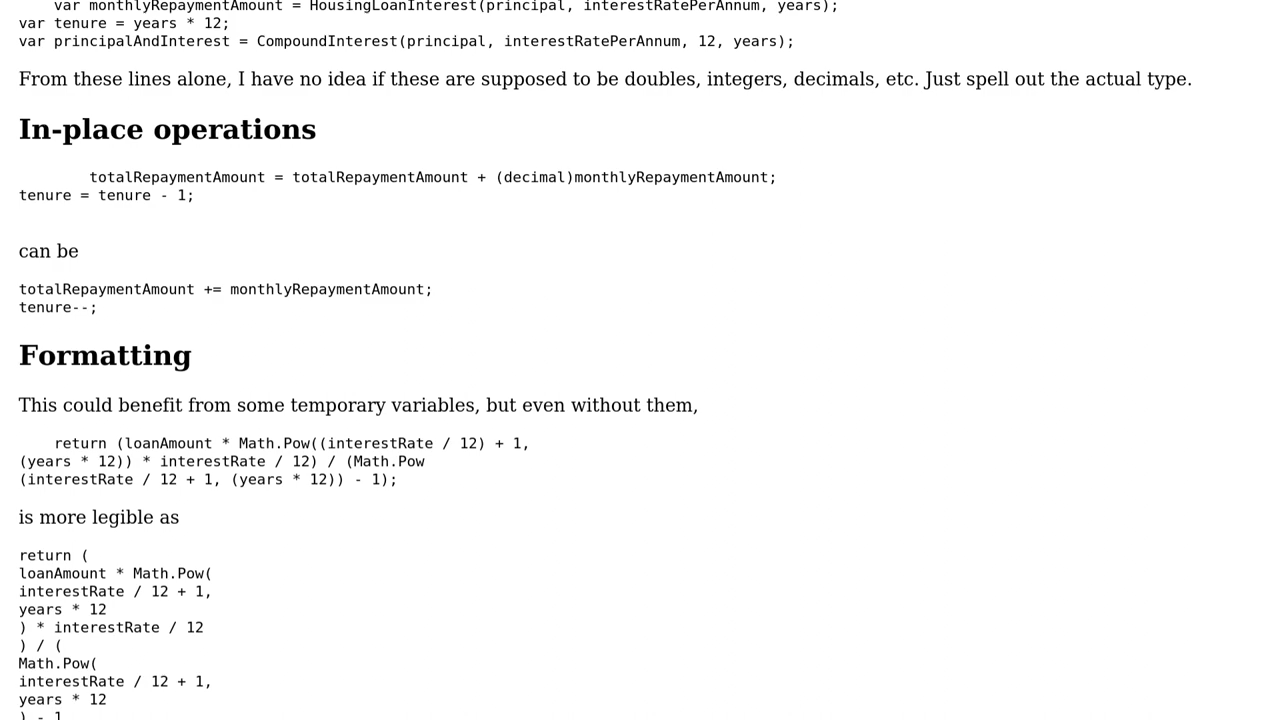 var monthlyRepaymentAmount = HousingLoanInterest(principal, interestRatePerAnnum, years);
var tenure = years * 12;
var principalAndInterest = CompoundInterest(principal, interestRatePerAnnum, 12, years);
From these lines alone, I have no idea if these are supposed to be doubles, integers, decimals, etc. Just spell out the actual type.
In-place operations
totalRepaymentAmount = totalRepaymentAmount + (decimal)monthlyRepaymentAmount;
tenure = tenure - 1;
can be
totalRepaymentAmount += monthlyRepaymentAmount;
tenure--;
Formatting
This could benefit from some temporary variables, but even without them,
return (loanAmount * Math.Pow((interestRate / 12) + 1,
(years * 12)) * interestRate / 12) / (Math.Pow
(interestRate / 12 + 1, (years * 12)) - 1);
is more legible as
return (
loanAmount * Math.Pow(
interestRate / 12 + 1,
years * 12
) * interestRate / 12
) / (
Math.Pow(
interestRate / 12 + 1,
years * 12
) - 1